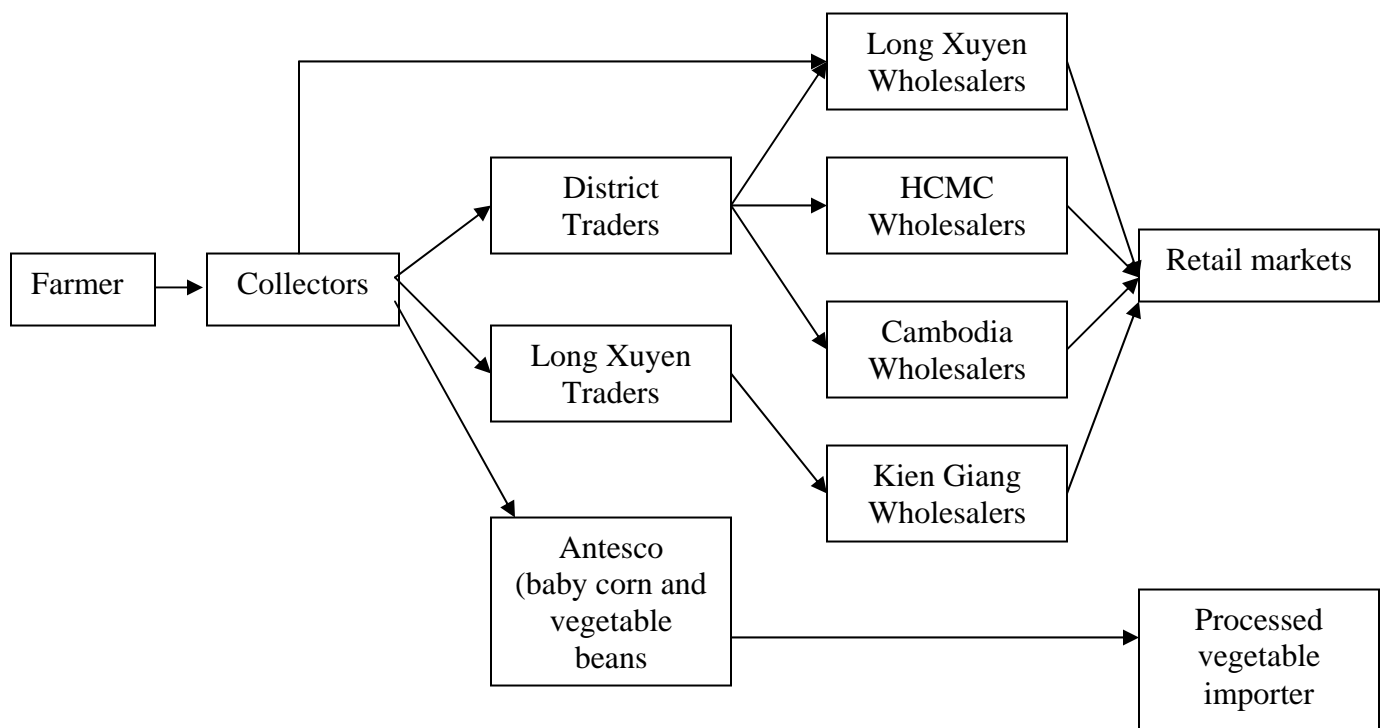 Long Xuyen
Wholesalers
District
Traders
HCMC
Wholesalers
Farmer
Collectors
Retail markets
Long Xuyen
Traders
Cambodia
Wholesalers
Kien Giang
Wholesalers
Antesco
(baby corn and
vegetable
beans
Processed
vegetable
importer